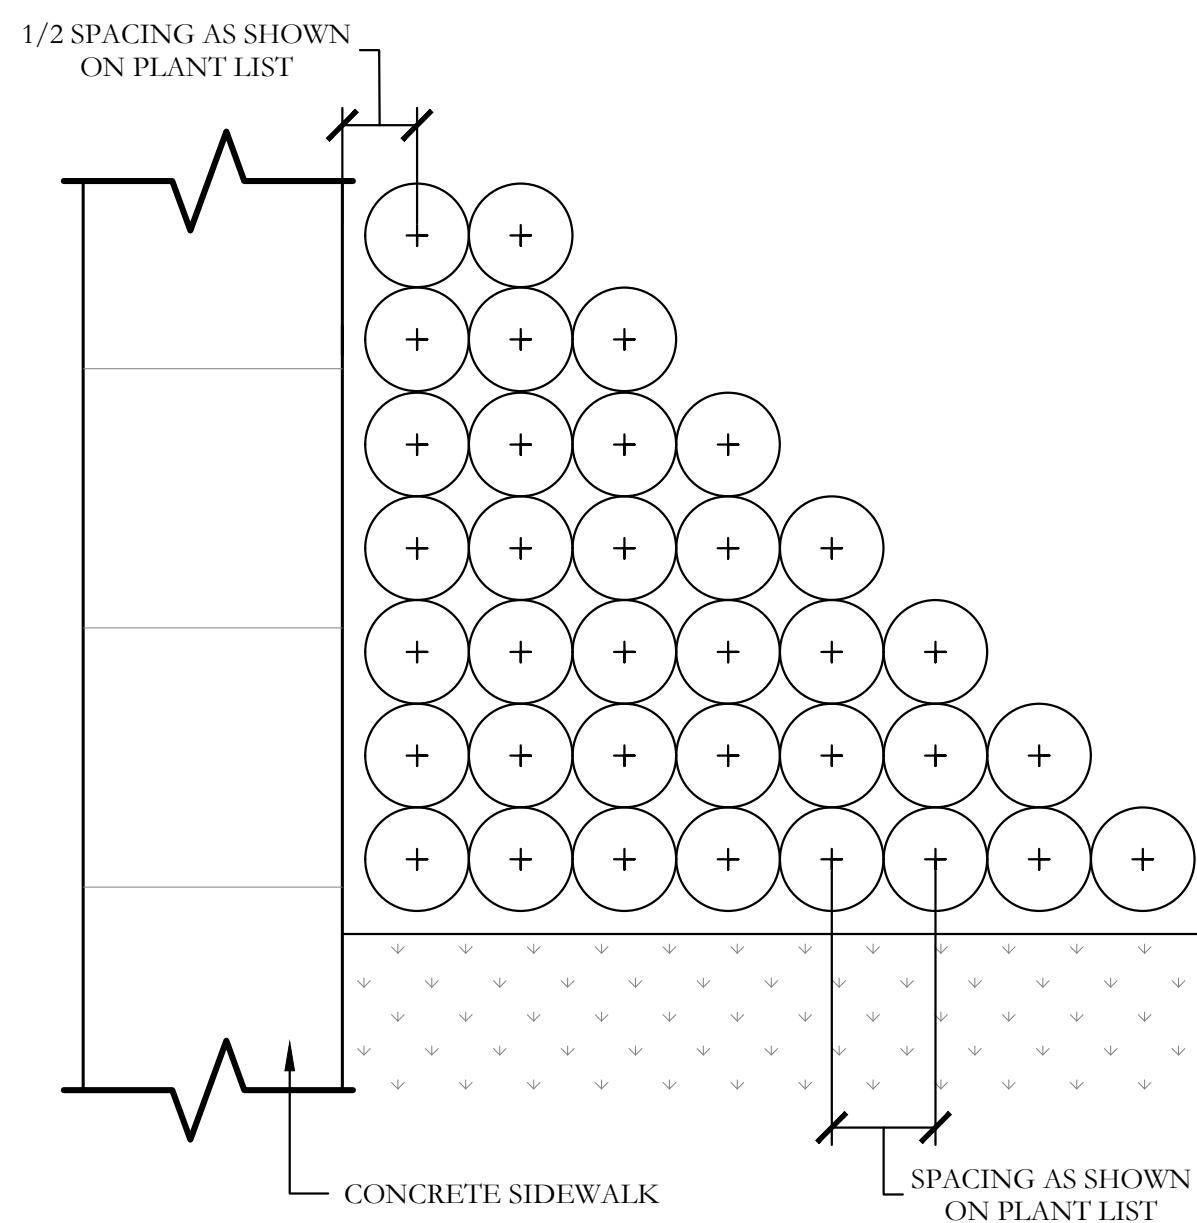 1/2 SPACING AS SHOWN
ON PLANT LIST
CONCRETE SIDEWALK
SPACING AS SHOWN
ON PLANT LIST